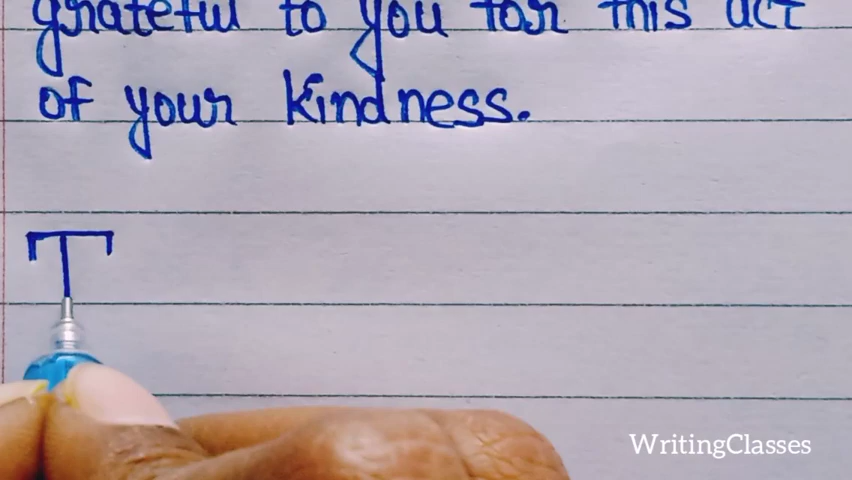 grateful to you for this act
of your kindness.
T
WritingClasses